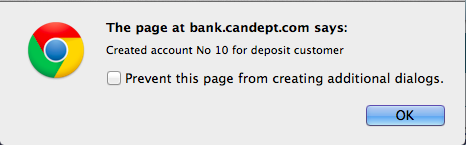 The page at bank.candept.com says:
Created account No 10 for deposit customer
Prevent this page from creating additional dialogs.
OK